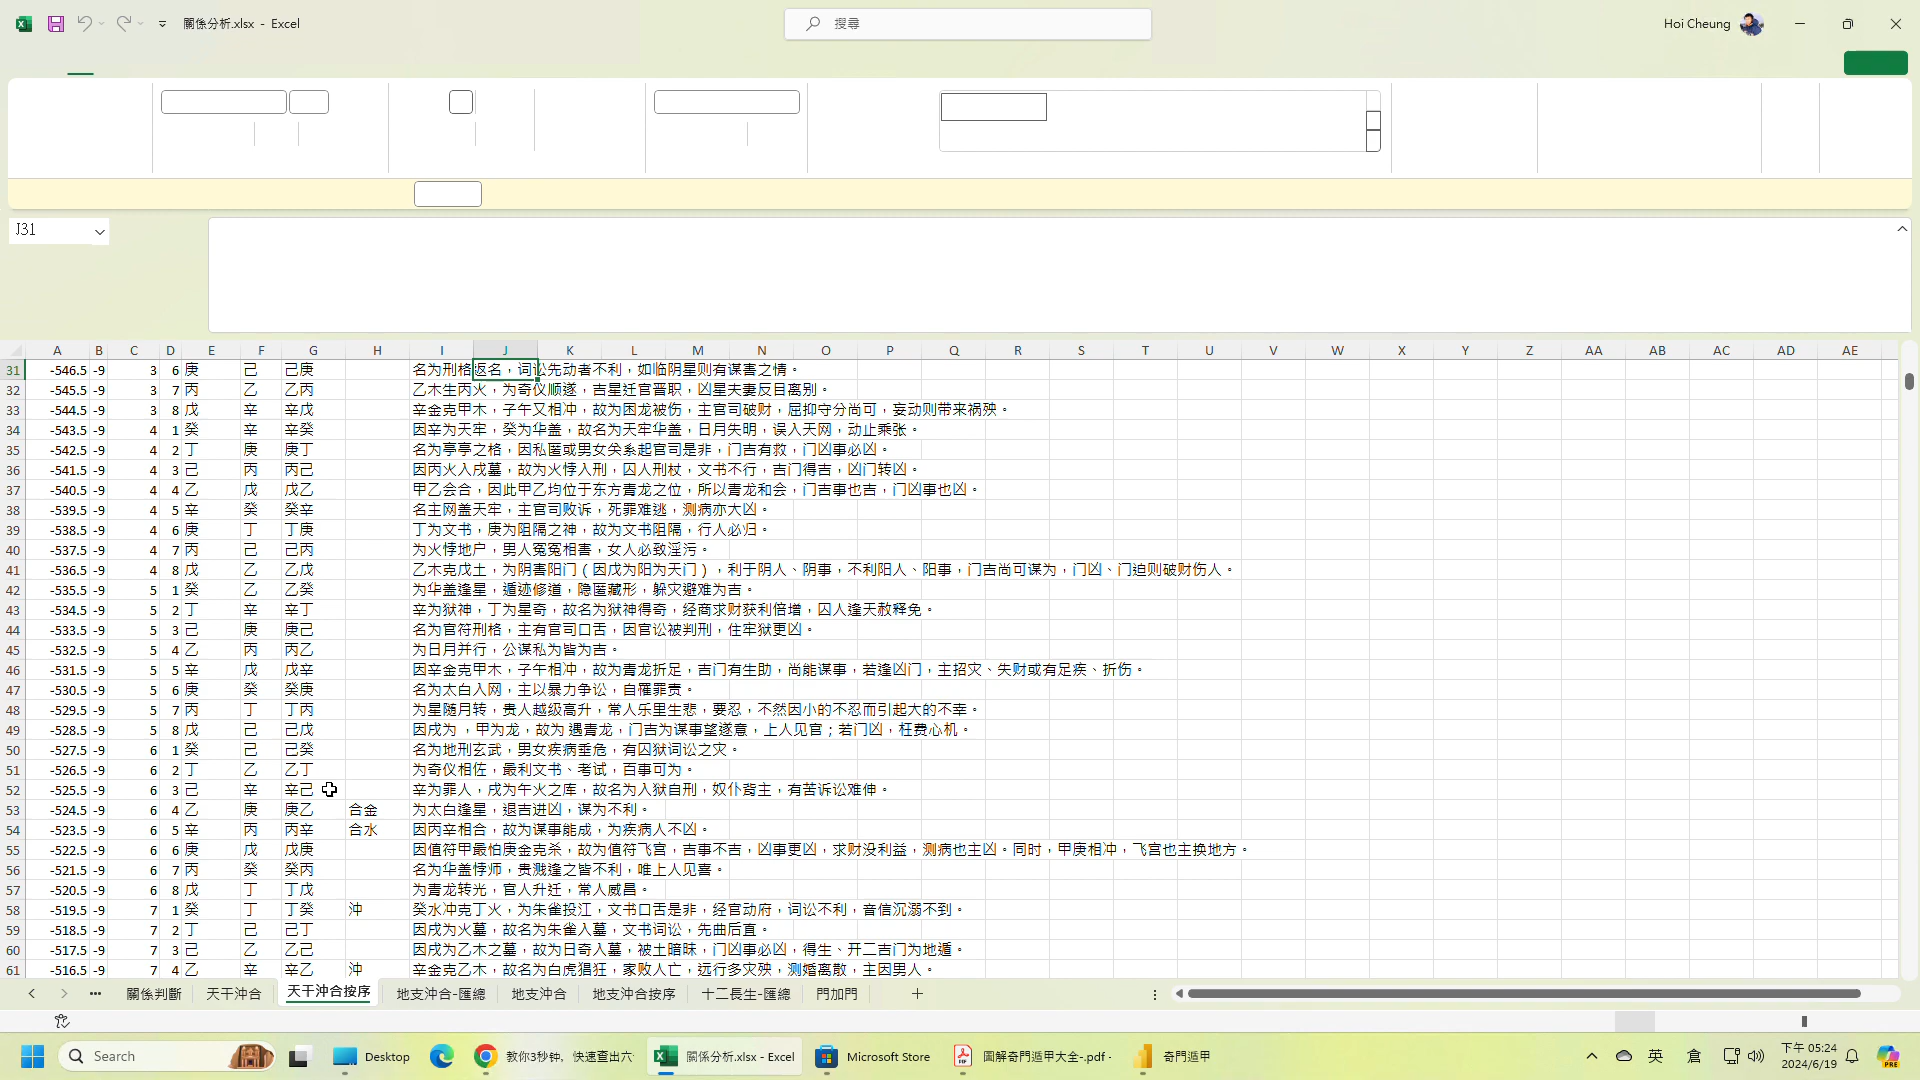 關係分析.xlsx - Excel
搜尋
Hoi Cheung
J31
A B C D E F G H I J K L M N O P Q R S T U V W X Y Z AA AB AC AD AE
31 -546.5 -9 3 6 庚 己 己庚 名为刑格返名，词讼先动者不利，如临阴星则有谋害之情。
32 -545.5 -9 3 7 丙 乙 乙丙 乙木生丙火，为奇仪顺遂，吉星迁官晋职，凶星夫妻反目离别。
33 -544.5 -9 3 8 戊 辛 辛戊 辛金克甲木，子午又相冲，故为困龙被伤，主官司破财，屈抑守分尚可，妄动则带来祸殃。
34 -543.5 -9 4 1 癸 辛 辛癸 因辛为天牢，癸为华盖，故名为天牢华盖，日月失明，误入天网，动止乘张。
35 -542.5 -9 4 2 丁 庚 庚丁 名为亭亭之格，因私匿或男女关系起官司是非，门吉有救，门凶事必凶。
36 -541.5 -9 4 3 己 丙 丙己 因丙火入戌墓，故为火悖入刑，囚人刑杖，文书不行，吉门得吉，凶门转凶。
37 -540.5 -9 4 4 乙 戊 戊乙 甲乙会合，因此甲乙均位于东方青龙之位，所以青龙和会，门吉事也吉，门凶事也凶。
38 -539.5 -9 4 5 辛 癸 癸辛 名主网盖天牢，主官司败诉，死罪难逃，测病亦大凶。
39 -538.5 -9 4 6 庚 丁 丁庚 丁为文书，庚为阻隔之神，故为文书阻隔，行人必归。
40 -537.5 -9 4 7 丙 己 己丙 为火悖地户，男人冤冤相害，女人必致淫污。
41 -536.5 -9 4 8 戊 乙 乙戊 乙木克戊土，为阴害阳门（因戊为阳为天门），利于阴人、阴事，不利阳人、阳事，门吉尚可谋为，门凶、门迫则破财伤人。
42 -535.5 -9 5 1 癸 乙 乙癸 为华盖逢星，遁迹修道，隐匿藏形，躲灾避难为吉。
43 -534.5 -9 5 2 丁 辛 辛丁 辛为狱神，丁为星奇，故名为狱神得奇，经商求财获利倍增，囚人逢天赦释免。
44 -533.5 -9 5 3 己 庚 庚己 名为官符刑格，主有官司口舌，因官讼被判刑，住牢狱更凶。
45 -532.5 -9 5 4 乙 丙 丙乙 为日月并行，公谋私为皆为吉。
46 -531.5 -9 5 5 辛 戊 戊辛 因辛金克甲木，子午相冲，故为青龙折足，吉门有生助，尚能谋事，若逢凶门，主招灾、失财或有足疾、折伤。
47 -530.5 -9 5 6 庚 癸 癸庚 名为太白入网，主以暴力争讼，自罹罪责。
48 -529.5 -9 5 7 丙 丁 丁丙 为星随月转，贵人越级高升，常人乐里生悲，要忍，不然因小的不忍而引起大的不幸。
49 -528.5 -9 5 8 戊 己 己戊 因戌为 ，甲为龙，故为 遇青龙，门吉为谋事望遂意，上人见官；若门凶，枉费心机。
50 -527.5 -9 6 1 癸 己 己癸 名为地刑玄武，男女疾病垂危，有囚狱词讼之灾。
51 -526.5 -9 6 2 丁 乙 乙丁 为奇仪相佐，最利文书、考试，百事可为。
52 -525.5 -9 6 3 己 辛 辛己 辛为罪人，戌为午火之库，故名为入狱自刑，奴仆背主，有苦诉讼难伸。
53 -524.5 -9 6 4 乙 庚 庚乙 合金 为太白逢星，退吉进凶，谋为不利。
54 -523.5 -9 6 5 辛 丙 丙辛 合水 因丙辛相合，故为谋事能成，为疾病人不凶。
55 -522.5 -9 6 6 庚 戊 戊庚 因值符甲最怕庚金克杀，故为值符飞宫，吉事不吉，凶事更凶，求财没利益，测病也主凶。同时，甲庚相冲，飞宫也主换地方。
56 -521.5 -9 6 7 丙 癸 癸丙 名为华盖悖师，贵溅逢之皆不利，唯上人见喜。
57 -520.5 -9 6 8 戊 丁 丁戊 为青龙转光，官人升迁，常人威昌。
58 -519.5 -9 7 1 癸 丁 丁癸 沖 癸水冲克丁火，为朱雀投江，文书口舌是非，经官动府，词讼不利，音信沉溺不到。
59 -518.5 -9 7 2 丁 己 己丁 因戌为火墓，故名为朱雀入墓，文书词讼，先曲后直。
60 -517.5 -9 7 3 己 乙 乙己 因戌为乙木之墓，故为日奇入墓，被土暗昧，门凶事必凶，得生、开二吉门为地遁。
61 -516.5 -9 7 4 乙 辛 辛乙 沖 辛金克乙木，故名为白虎猖狂，家败人亡，远行多灾殃，测婚离散，主因男人。
關係判斷 天干沖合 天干沖合按序 地支沖合-匯總 地支沖合 地支沖合按序 十二長生-匯總 門加門
Search
Desktop
教你3秒钟，快速查出六
關係分析.xlsx - Excel
Microsoft Store
圖解奇門遁甲大全-.pdf -
奇門遁甲
英
倉
下午 05:24
2024/6/19
PRE